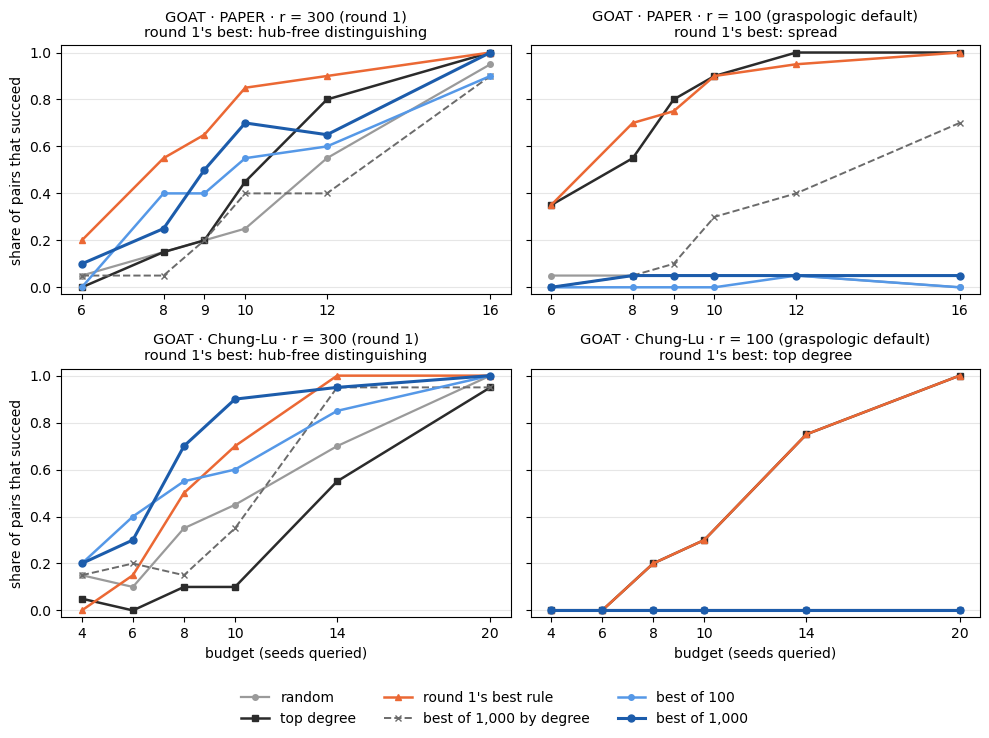 GOAT · PAPER · r = 300 (round 1)
round 1's best: hub-free distinguishing
GOAT · PAPER · r = 100 (graspologic default)
round 1's best: spread
share of pairs that succeed
1.0
0.8
0.6
0.4
0.2
0.0
6 8 9 10 12 16
6 8 9 10 12 16
GOAT · Chung-Lu · r = 300 (round 1)
round 1's best: hub-free distinguishing
GOAT · Chung-Lu · r = 100 (graspologic default)
round 1's best: top degree
share of pairs that succeed
1.0
0.8
0.6
0.4
0.2
0.0
4 6 8 10 14 20
budget (seeds queried)
4 6 8 10 14 20
budget (seeds queried)
random
top degree
round 1's best rule
best of 1,000 by degree
best of 100
best of 1,000